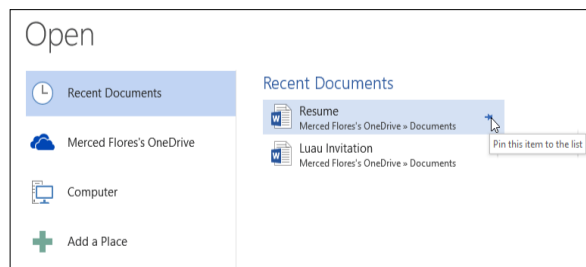 Open
Recent Documents
Merced Flores's OneDrive
Computer
Add a Place
Recent Documents
Resume
Merced Flores's OneDrive » Documents
Pin this item to the list
Luau Invitation
Merced Flores's OneDrive » Documents